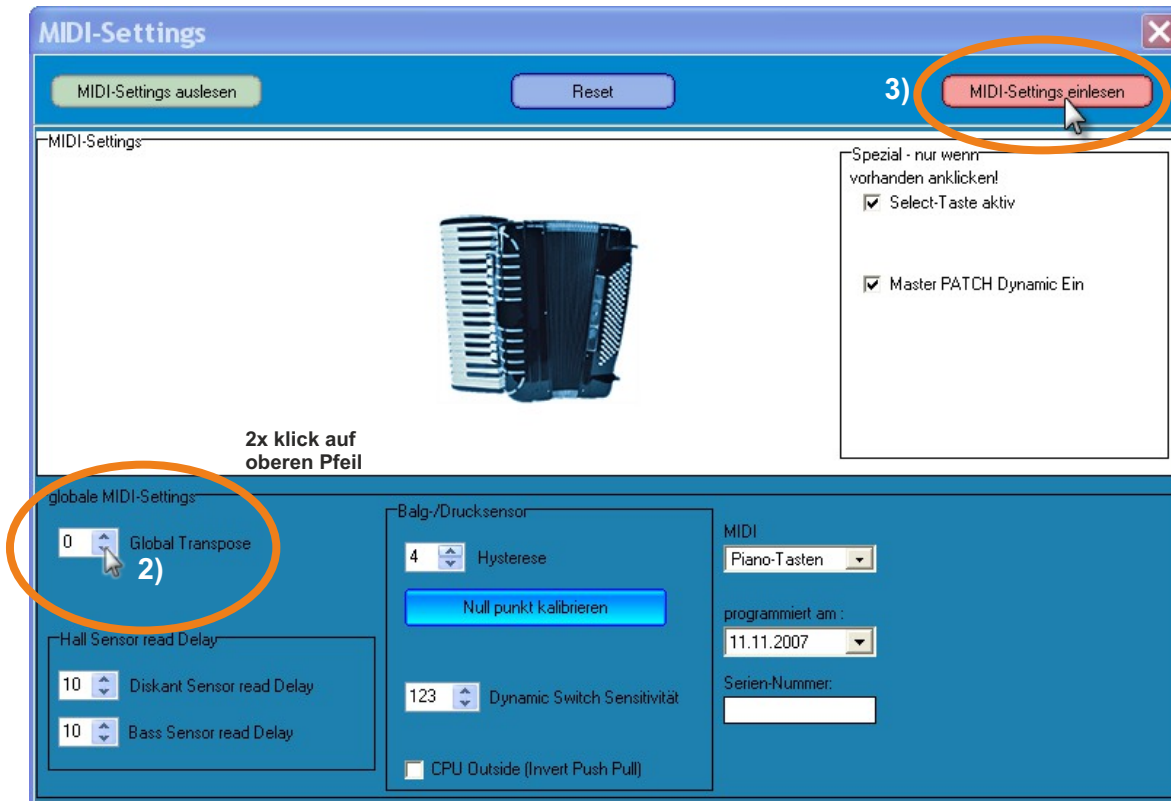 MIDI-Settings
MIDI-Settings auslesen
Reset
3)
MIDI-Settings einlesen
MIDI-Settings
Spezial - nur wenn
vorhanden anklicken!
Select-Taste aktiv
Master PATCH Dynamic Ein
2x klick auf
oberen Pfeil
globale MIDI-Settings
0 Global Transpose
2)
Hall Sensor read Delay
10 Diskant Sensor read Delay
10 Bass Sensor read Delay
Balg-/Drucksensor
4 Hysterese
Null punkt kalibrieren
123 Dynamic Switch Sensitivität
CPU Outside (Invert Push Pull)
MIDI
Piano-Tasten
programmiert am :
11.11.2007
Serien-Nummer: